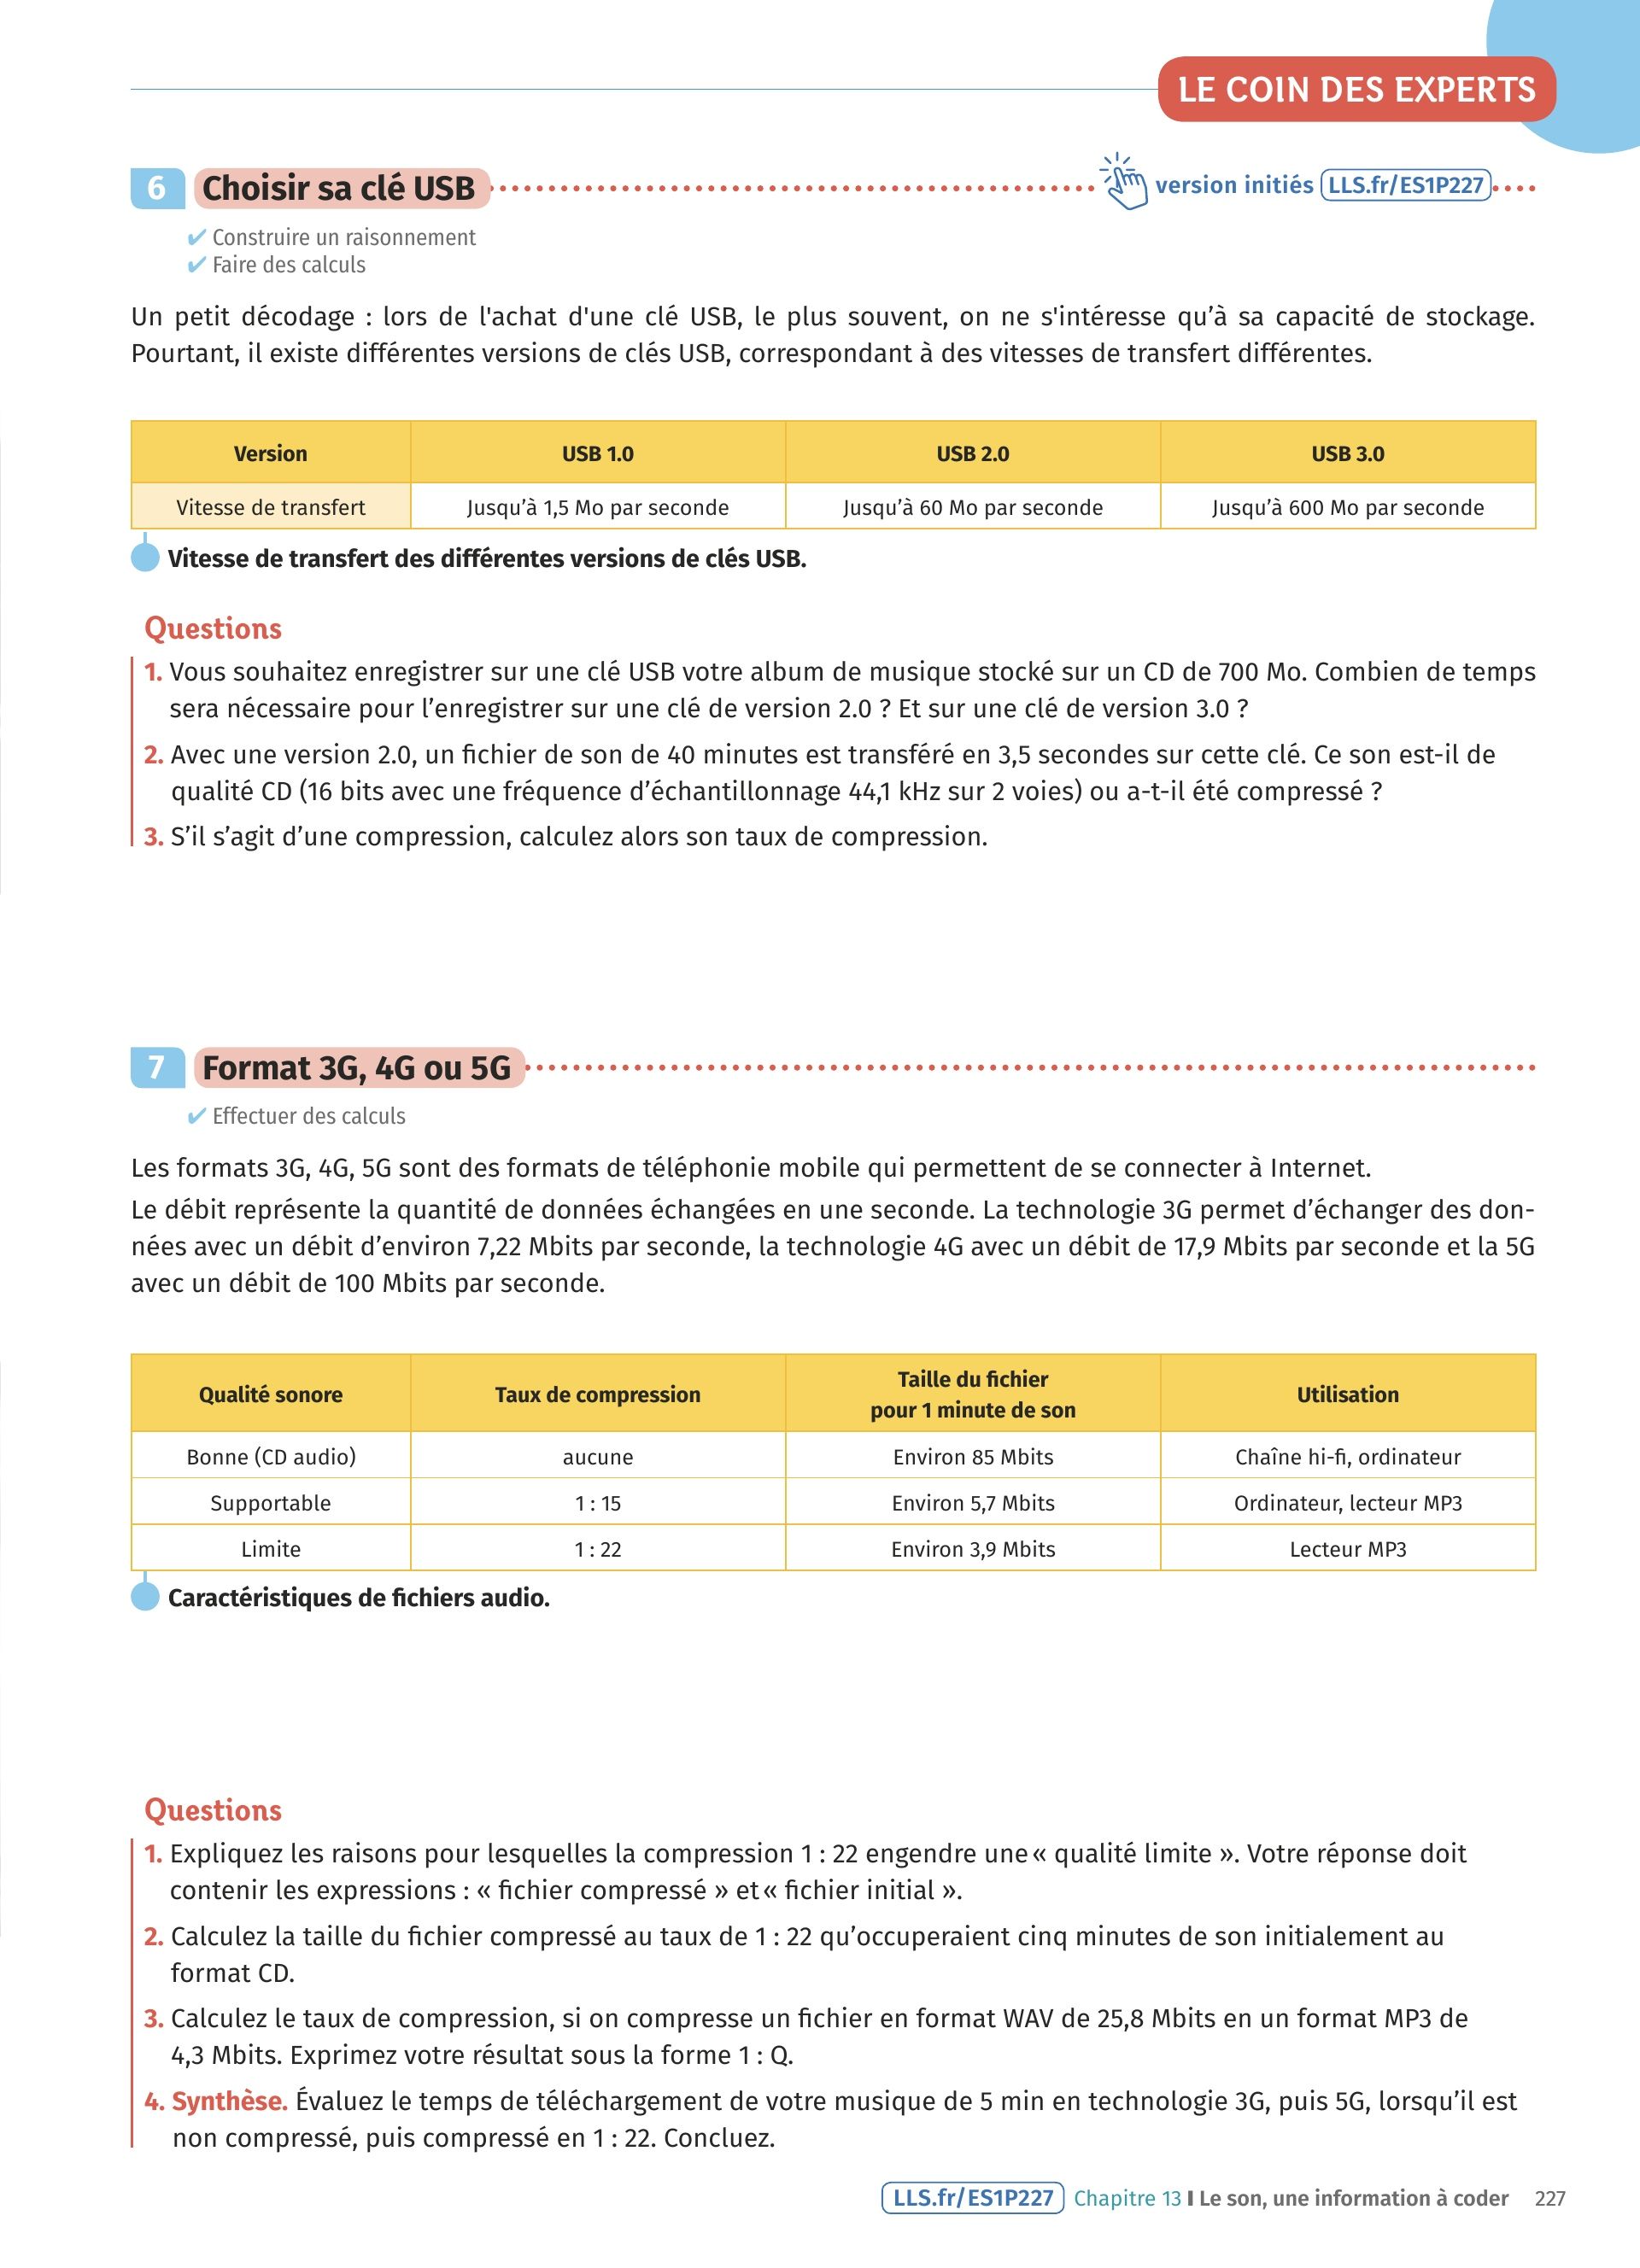 LE COIN DES EXPERTS
6 Choisir sa clé USB version initiés LLS.fr/ES1P227
✔ Construire un raisonnement
✔ Faire des calculs
Un petit décodage : lors de l'achat d'une clé USB, le plus souvent, on ne s'intéresse qu’à sa capacité de stockage.
Pourtant, il existe différentes versions de clés USB, correspondant à des vitesses de transfert différentes.
Version USB 1.0 USB 2.0 USB 3.0
Vitesse de transfert Jusqu’à 1,5 Mo par seconde Jusqu’à 60 Mo par seconde Jusqu’à 600 Mo par seconde
Vitesse de transfert des différentes versions de clés USB.
Questions
1. Vous souhaitez enregistrer sur une clé USB votre album de musique stocké sur un CD de 700 Mo. Combien de temps
sera nécessaire pour l’enregistrer sur une clé de version 2.0 ? Et sur une clé de version 3.0 ?
2. Avec une version 2.0, un fichier de son de 40 minutes est transféré en 3,5 secondes sur cette clé. Ce son est-il de
qualité CD (16 bits avec une fréquence d’échantillonnage 44,1 kHz sur 2 voies) ou a-t-il été compressé ?
3. S’il s’agit d’une compression, calculez alors son taux de compression.
7 Format 3G, 4G ou 5G
✔ Effectuer des calculs
Les formats 3G, 4G, 5G sont des formats de téléphonie mobile qui permettent de se connecter à Internet.
Le débit représente la quantité de données échangées en une seconde. La technologie 3G permet d’échanger des don-
nées avec un débit d’environ 7,22 Mbits par seconde, la technologie 4G avec un débit de 17,9 Mbits par seconde et la 5G
avec un débit de 100 Mbits par seconde.
Qualité sonore Taux de compression Taille du fichier pour 1 minute de son Utilisation
Bonne (CD audio) aucune Environ 85 Mbits Chaîne hi-fi, ordinateur
Supportable 1 : 15 Environ 5,7 Mbits Ordinateur, lecteur MP3
Limite 1 : 22 Environ 3,9 Mbits Lecteur MP3
Caractéristiques de fichiers audio.
Questions
1. Expliquez les raisons pour lesquelles la compression 1 : 22 engendre une « qualité limite ». Votre réponse doit
contenir les expressions : « fichier compressé » et « fichier initial ».
2. Calculez la taille du fichier compressé au taux de 1 : 22 qu’occuperaient cinq minutes de son initialement au
format CD.
3. Calculez le taux de compression, si on compresse un fichier en format WAV de 25,8 Mbits en un format MP3 de
4,3 Mbits. Exprimez votre résultat sous la forme 1 : Q.
4. Synthèse. Évaluez le temps de téléchargement de votre musique de 5 min en technologie 3G, puis 5G, lorsqu’il est
non compressé, puis compressé en 1 : 22. Concluez.
LLS.fr/ES1P227 Chapitre 13 I Le son, une information à coder 227